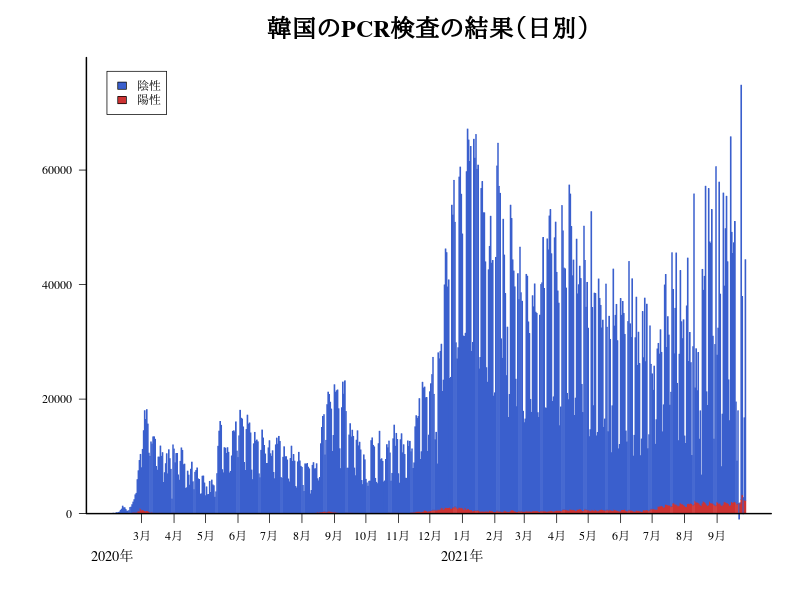 韓国のPCR検査の結果（日別）
陰性
陽性
60000
40000
20000
0
3月 4月 5月 6月 7月 8月 9月 10月 11月 12月 1月 2月 3月 4月 5月 6月 7月 8月 9月
2020年 2021年